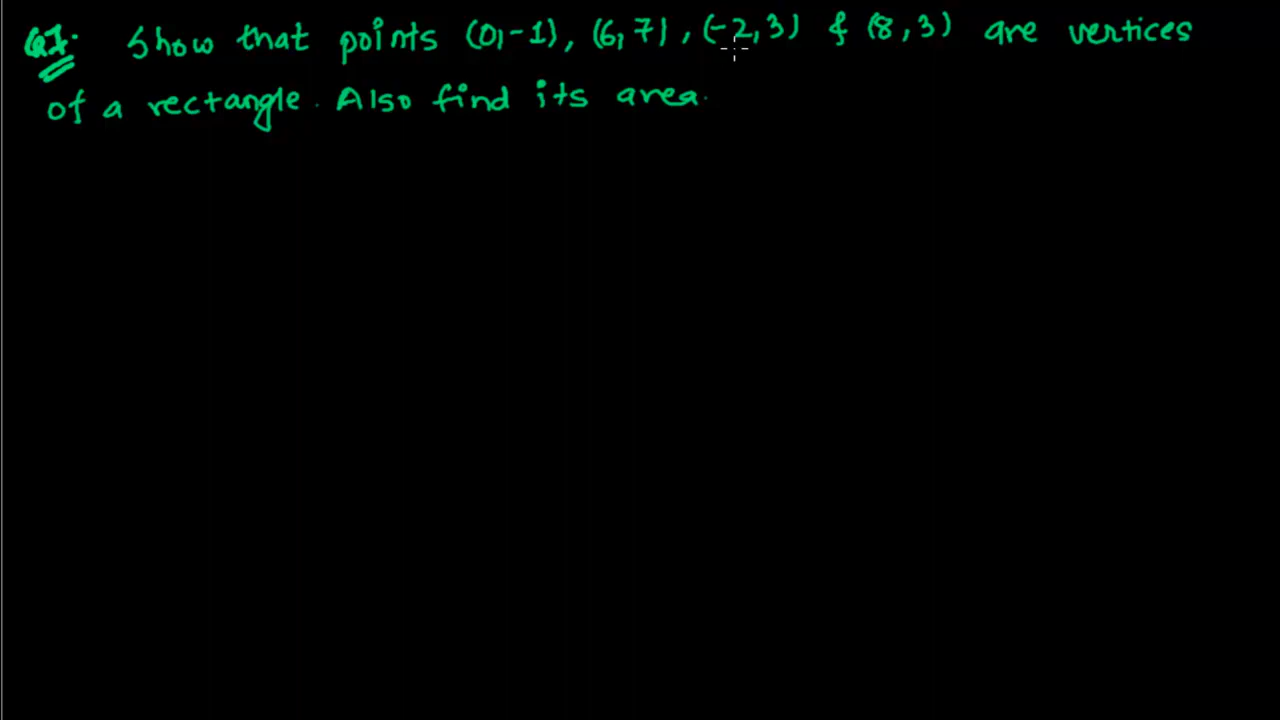 Q1. Show that points (0,-1), (6,7), (-2,3) & (8,3) are vertices
of a rectangle. Also find its area.